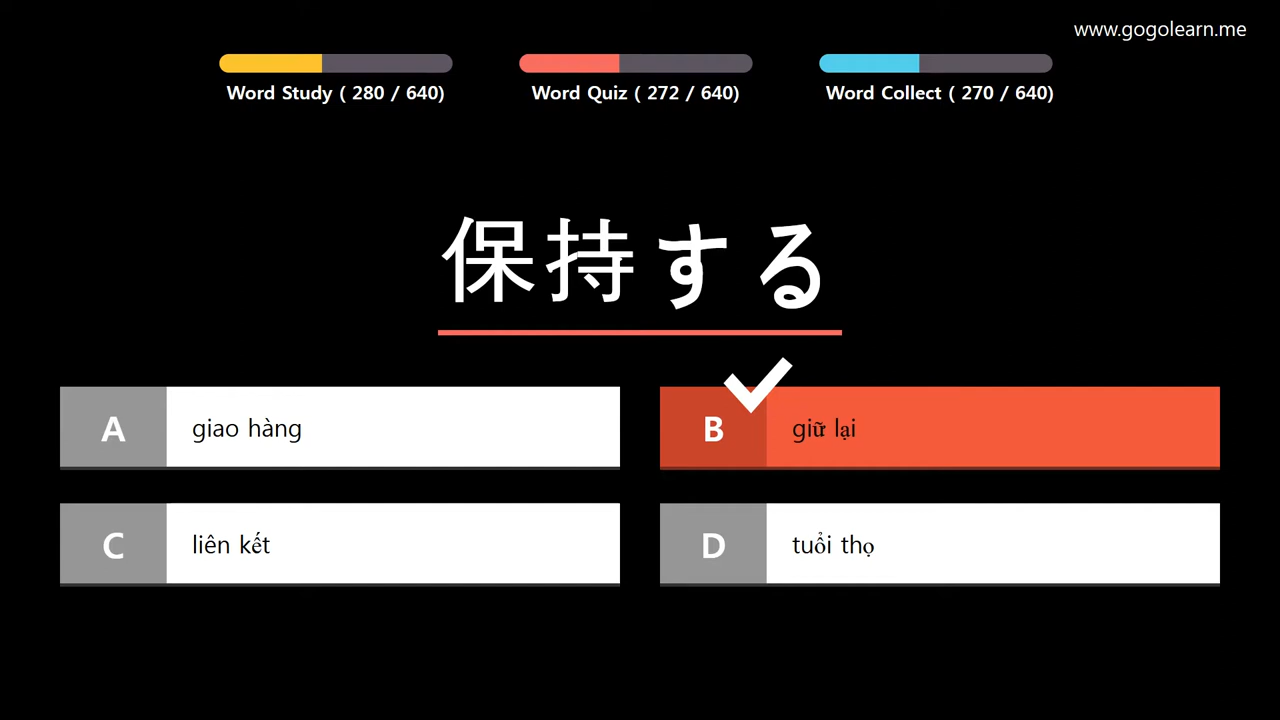 www.gogolearn.me
Word Study ( 280 / 640)
Word Quiz ( 272 / 640)
Word Collect ( 270 / 640)
保持する
A
giao hàng
B
giữ lại
C
liên kết
D
tuổi thọ